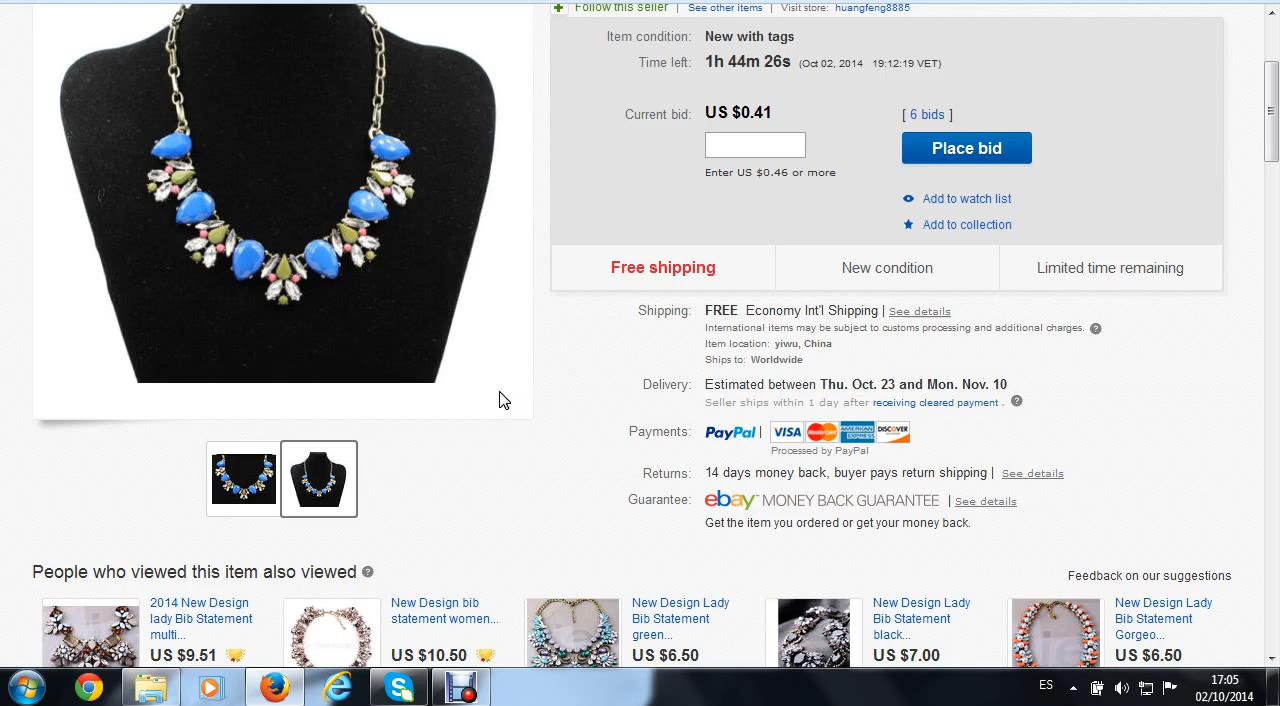 Follow this seller | See other items | Visit store: huangfeng8885
Item condition: New with tags
Time left: 1h 44m 26s (Oct 02, 2014 19:12:19 VET)
Current bid: US $0.41 [ 6 bids ]
Place bid
Enter US $0.46 or more
Add to watch list
Add to collection
Free shipping New condition Limited time remaining
Shipping: FREE Economy Int'l Shipping | See details
International items may be subject to customs processing and additional charges. ?
Item location: yiwu, China
Ships to: Worldwide
Delivery: Estimated between Thu. Oct. 23 and Mon. Nov. 10
Seller ships within 1 day after receiving cleared payment . ?
Payments: PayPal | VISA MasterCard AMERICAN EXPRESS DISCOVER
Processed by PayPal
Returns: 14 days money back, buyer pays return shipping | See details
Guarantee: ebay™ MONEY BACK GUARANTEE | See details
Get the item you ordered or get your money back.
People who viewed this item also viewed ?
Feedback on our suggestions
2014 New Design
lady Bib Statement
multi...
US $9.51
New Design bib
statement women...
US $10.50
New Design Lady
Bib Statement
green...
US $6.50
New Design Lady
Bib Statement
black...
US $7.00
New Design Lady
Bib Statement
Gorgeo...
US $6.50
ES
17:05
02/10/2014